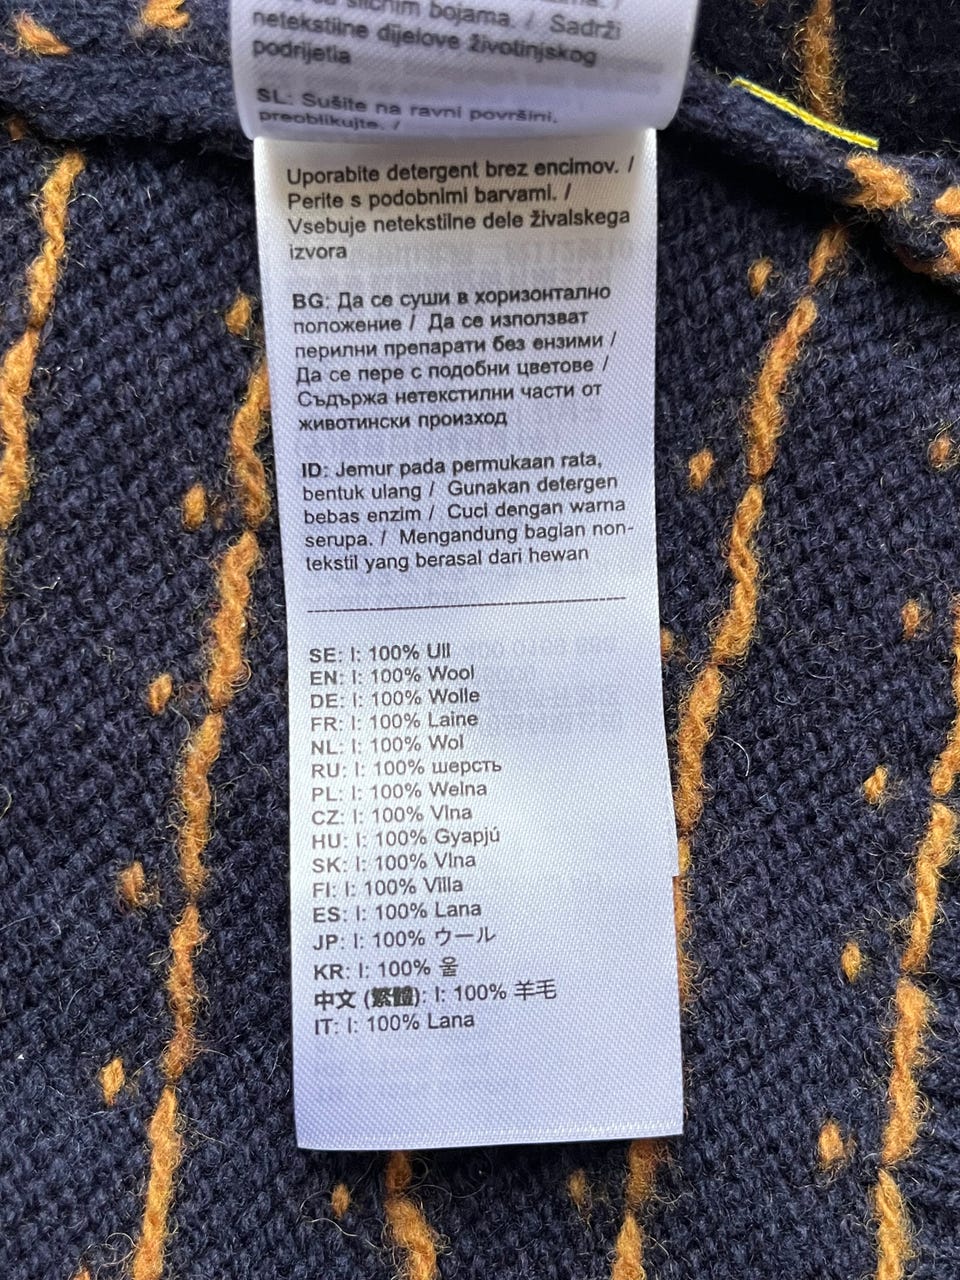 sličnim bojama. / Sadrži
netekstilne dijelove životinjskog
podrijetla
SL: Sušite na ravni površini,
preoblikujte. /
Uporabite detergent brez encimov. /
Perite s podobnimi barvami. /
Vsebuje netekstilne dele živalskega
izvora
BG: Да се суши в хоризонтално
положение / Да се използват
перилни препарати без ензими /
Да се пере с подобни цветове /
Съдържа нетекстилни части от
животински произход
ID: Jemur pada permukaan rata,
bentuk ulang / Gunakan detergen
bebas enzim / Cuci dengan warna
serupa. / Mengandung bagian non-
tekstil yang berasal dari hewan
SE: I: 100% Ull
EN: I: 100% Wool
DE: I: 100% Wolle
FR: I: 100% Laine
NL: I: 100% Wol
RU: I: 100% шерсть
PL: I: 100% Wełna
CZ: I: 100% Vlna
HU: I: 100% Gyapjú
SK: I: 100% Vlna
FI: I: 100% Villa
ES: I: 100% Lana
JP: I: 100% ウール
KR: I: 100% 울
中文 (繁體): I: 100% 羊毛
IT: I: 100% Lana